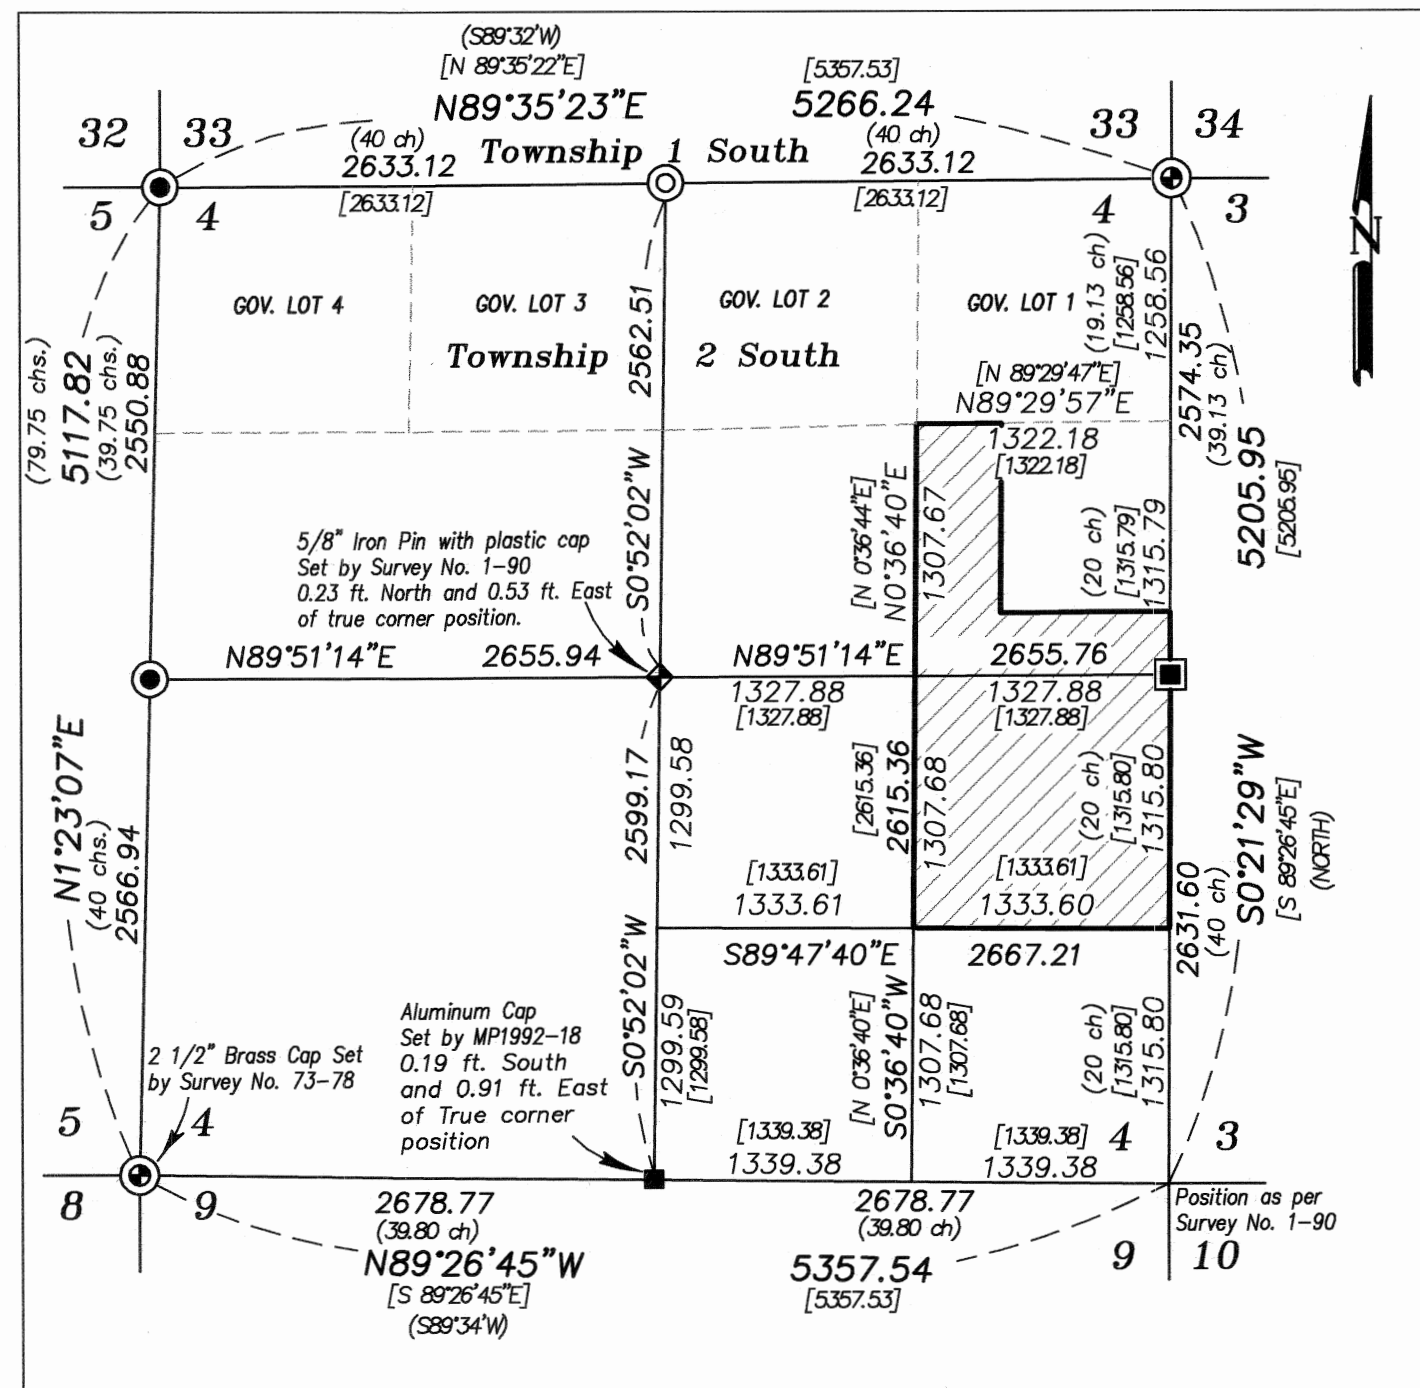 (S89°32'W)
[N 89°35'22"E]
N89°35'23"E
[5357.53]
5266.24
32
33
33
34
(40 ch)
2633.12
Township 1 South
(40 ch)
2633.12
[2633.12]
[2633.12]
5
4
4
3
N
GOV. LOT 4
GOV. LOT 3
GOV. LOT 2
GOV. LOT 1
Township 2 South
2562.51
(19.13 ch)
[1258.56]
1258.56
2574.35
(39.13 ch)
(79.75 chs.)
5117.82
(39.75 chs.)
2550.88
[N 89°29'47"E]
N89°29'57"E
1322.18
[1322.18]
5205.95
[5205.95]
S0°52'02"W
[N 0°36'44"E]
N0°36'40"E
1307.67
(20 ch)
[1315.79]
1315.79
5/8" Iron Pin with plastic cap
Set by Survey No. 1-90
0.23 ft. North and 0.53 ft. East
of true corner position.
N89°51'14"E
2655.94
N89°51'14"E
2655.76
1327.88
[1327.88]
1327.88
[1327.88]
N1°23'07"E
(40 chs.)
2566.94
2599.17
1299.58
[2615.36]
2615.36
1307.68
(20 ch)
[1315.80]
1315.80
S0°21'29"W
[S 89°26'45"E]
(NORTH)
[1333.61]
1333.61
[1333.61]
1333.60
2631.60
(40 ch)
S89°47'40"E
2667.21
S0°52'02"W
1299.59
[1299.58]
[N 0°36'40"E]
S0°36'40"W
1307.68
[1307.68]
(20 ch)
[1315.80]
1315.80
Aluminum Cap
Set by MP1992-18
0.19 ft. South
and 0.91 ft. East
of True corner
position
2 1/2" Brass Cap Set
by Survey No. 73-78
5
4
[1339.38]
1339.38
[1339.38]
1339.38
4
3
8
9
2678.77
(39.80 ch)
2678.77
(39.80 ch)
Position as per
Survey No. 1-90
9
10
N89°26'45"W
[S 89°26'45"E]
(S89°34'W)
5357.54
[5357.53]